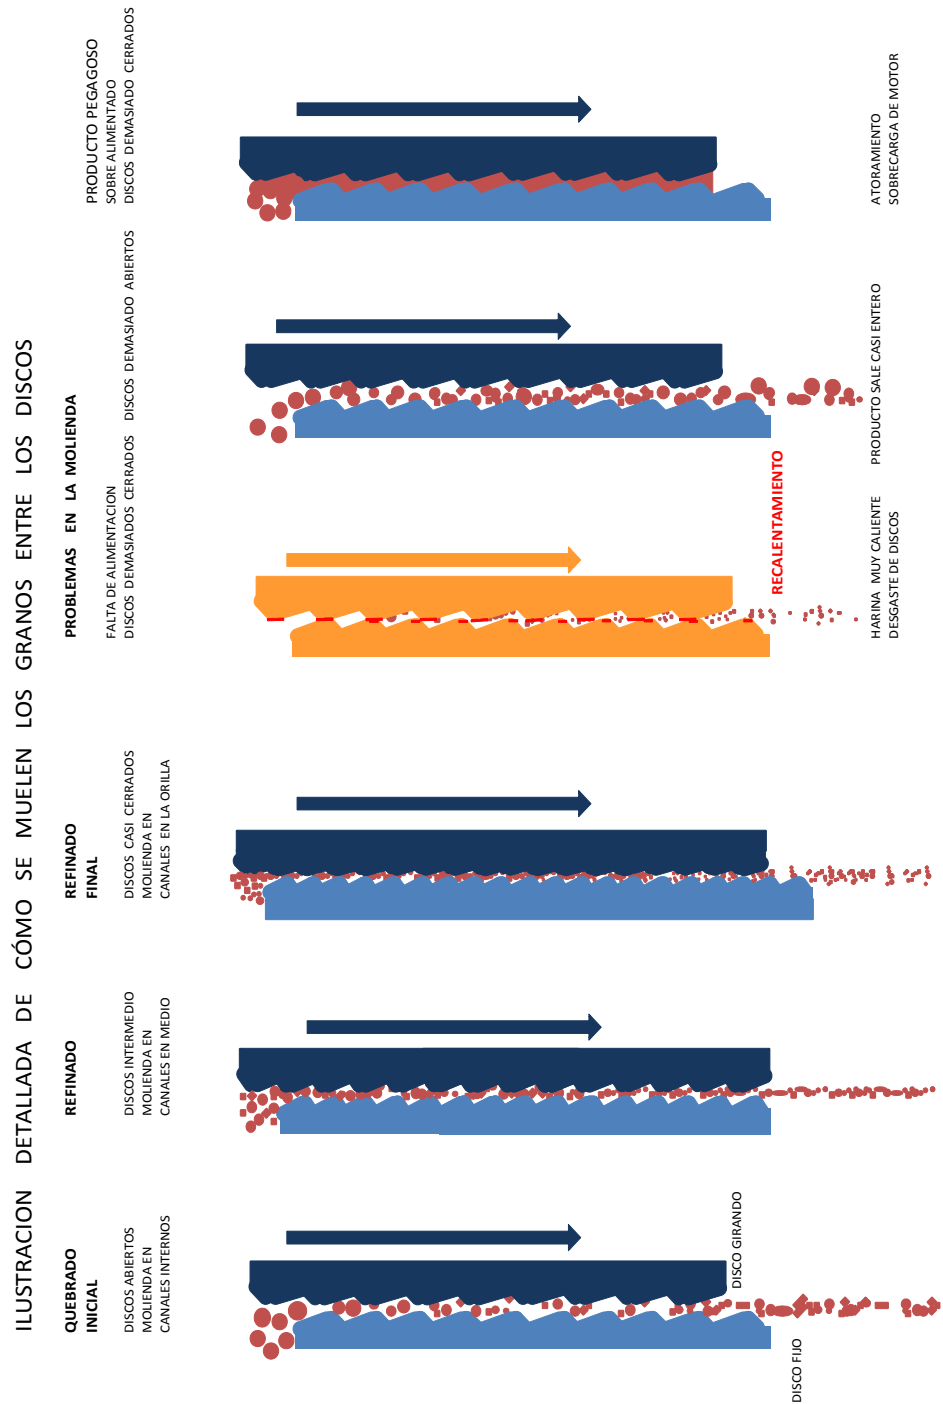 ILUSTRACION DETALLADA DE CÓMO SE MUELEN LOS GRANOS ENTRE LOS DISCOS
QUEBRADO
INICIAL
DISCOS ABIERTOS
MOLIENDA EN
CANALES INTERNOS
DISCO GIRANDO
DISCO FIJO
REFINADO
DISCOS INTERMEDIO
MOLIENDA EN
CANALES EN MEDIO
REFINADO
FINAL
DISCOS CASI CERRADOS
MOLIENDA EN
CANALES EN LA ORILLA
PROBLEMAS EN LA MOLIENDA
FALTA DE ALIMENTACION
DISCOS DEMASIADOS CERRADOS
RECALENTAMIENTO
HARINA MUY CALIENTE
DESGASTE DE DISCOS
DISCOS DEMASIADO ABIERTOS
PRODUCTO SALE CASI ENTERO
PRODUCTO PEGAGOSO
SOBRE ALIMENTADO
DISCOS DEMASIADO CERRADOS
ATORAMIENTO
SOBRECARGA DE MOTOR